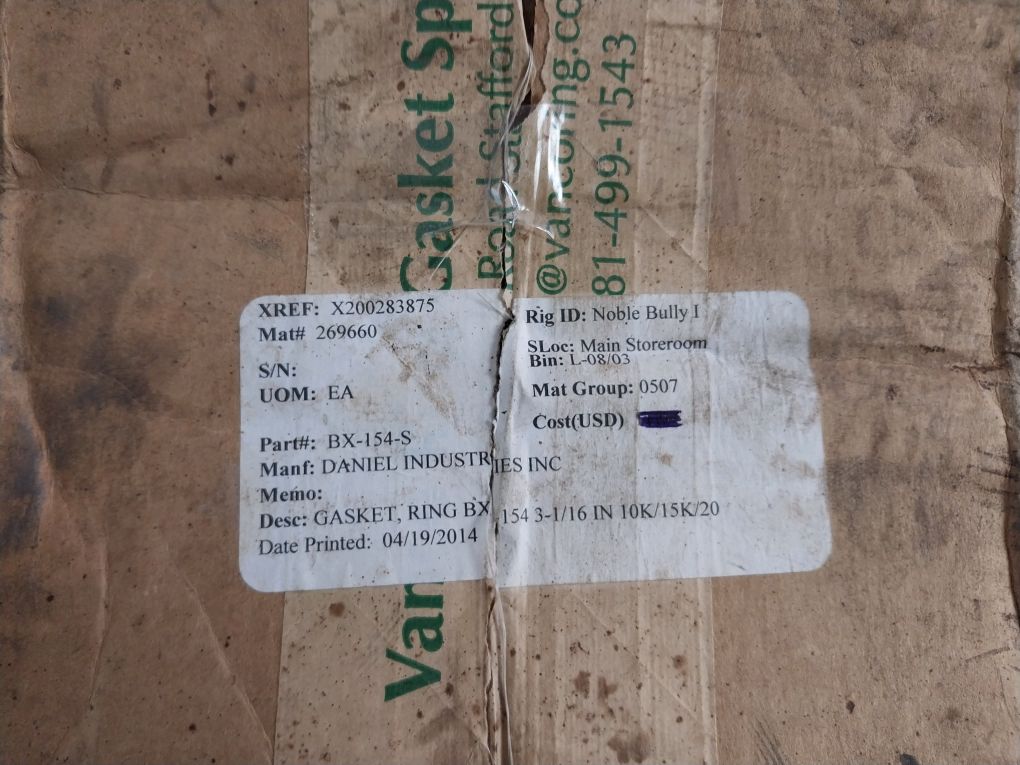 XREF: X200283875
Mat# 269660
S/N:
UOM: EA
Part#: BX-154-S
Manf: DANIEL INDUSTRIES INC
Memo:
Desc: GASKET, RING BX 154 3-1/16 IN 10K/15K/20
Date Printed: 04/19/2014
Rig ID: Noble Bully I
SLoc: Main Storeroom
Bin: L-08/03
Mat Group: 0507
Cost(USD)
Van Gasket Sp
Road Stafford
@vanconinc.co
81-499-1543